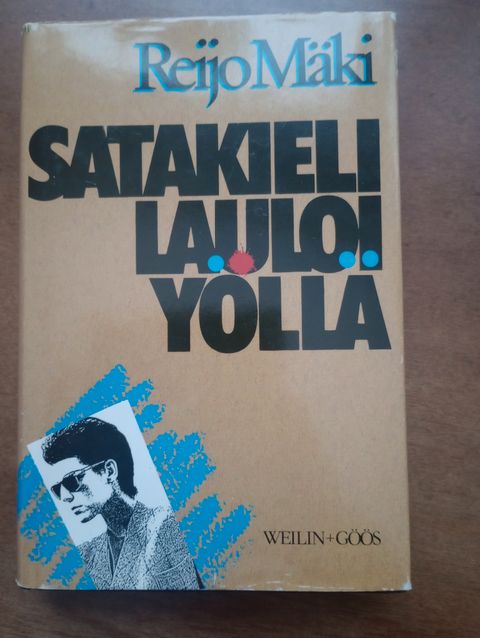 Reijo Mäki
SATAKIELI
LAULOI
YÖLLÄ
WEILIN+GÖÖS